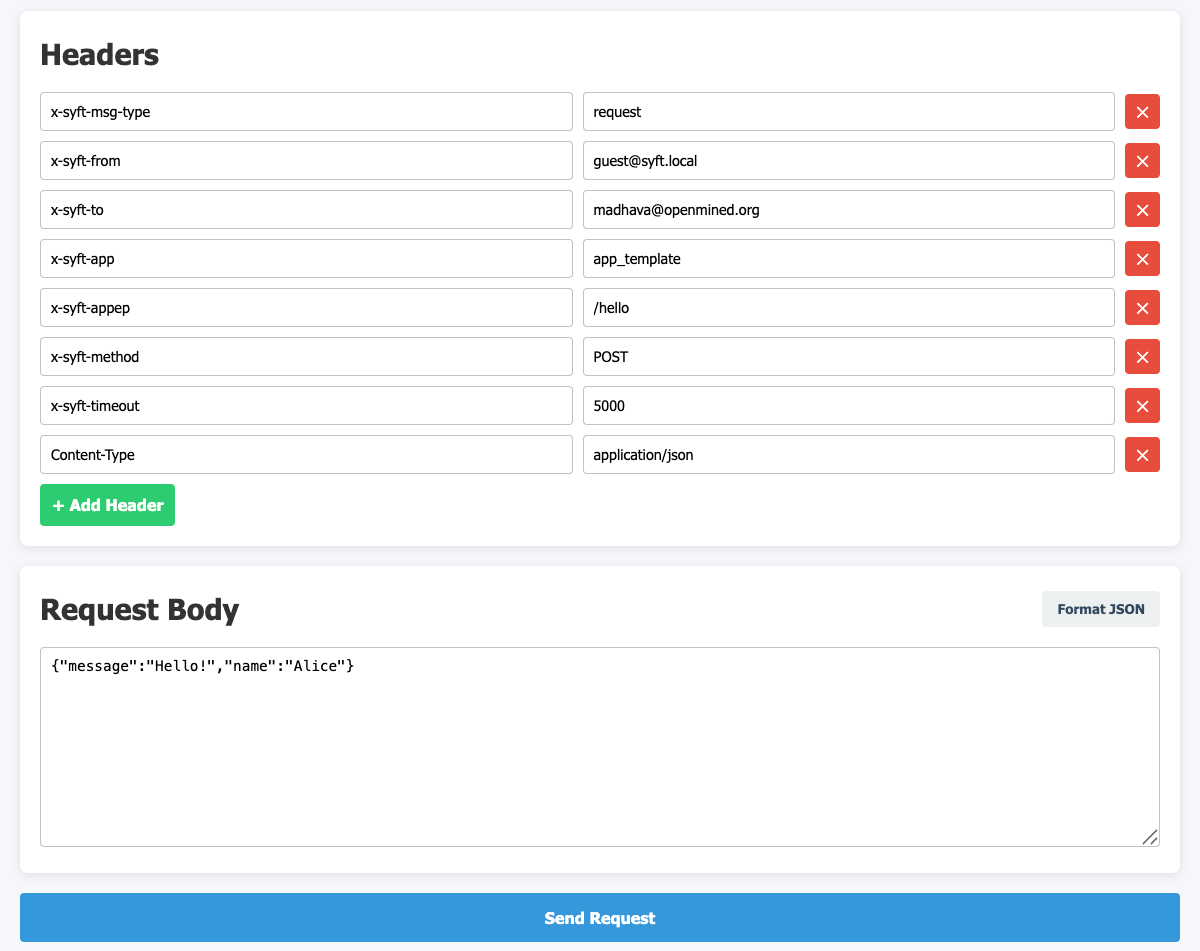 Headers
x-syft-msg-type request
x-syft-from guest@syft.local
x-syft-to madhava@openmined.org
x-syft-app app_template
x-syft-appep /hello
x-syft-method POST
x-syft-timeout 5000
Content-Type application/json
+ Add Header
Request Body Format JSON
{"message":"Hello!","name":"Alice"}
Send Request